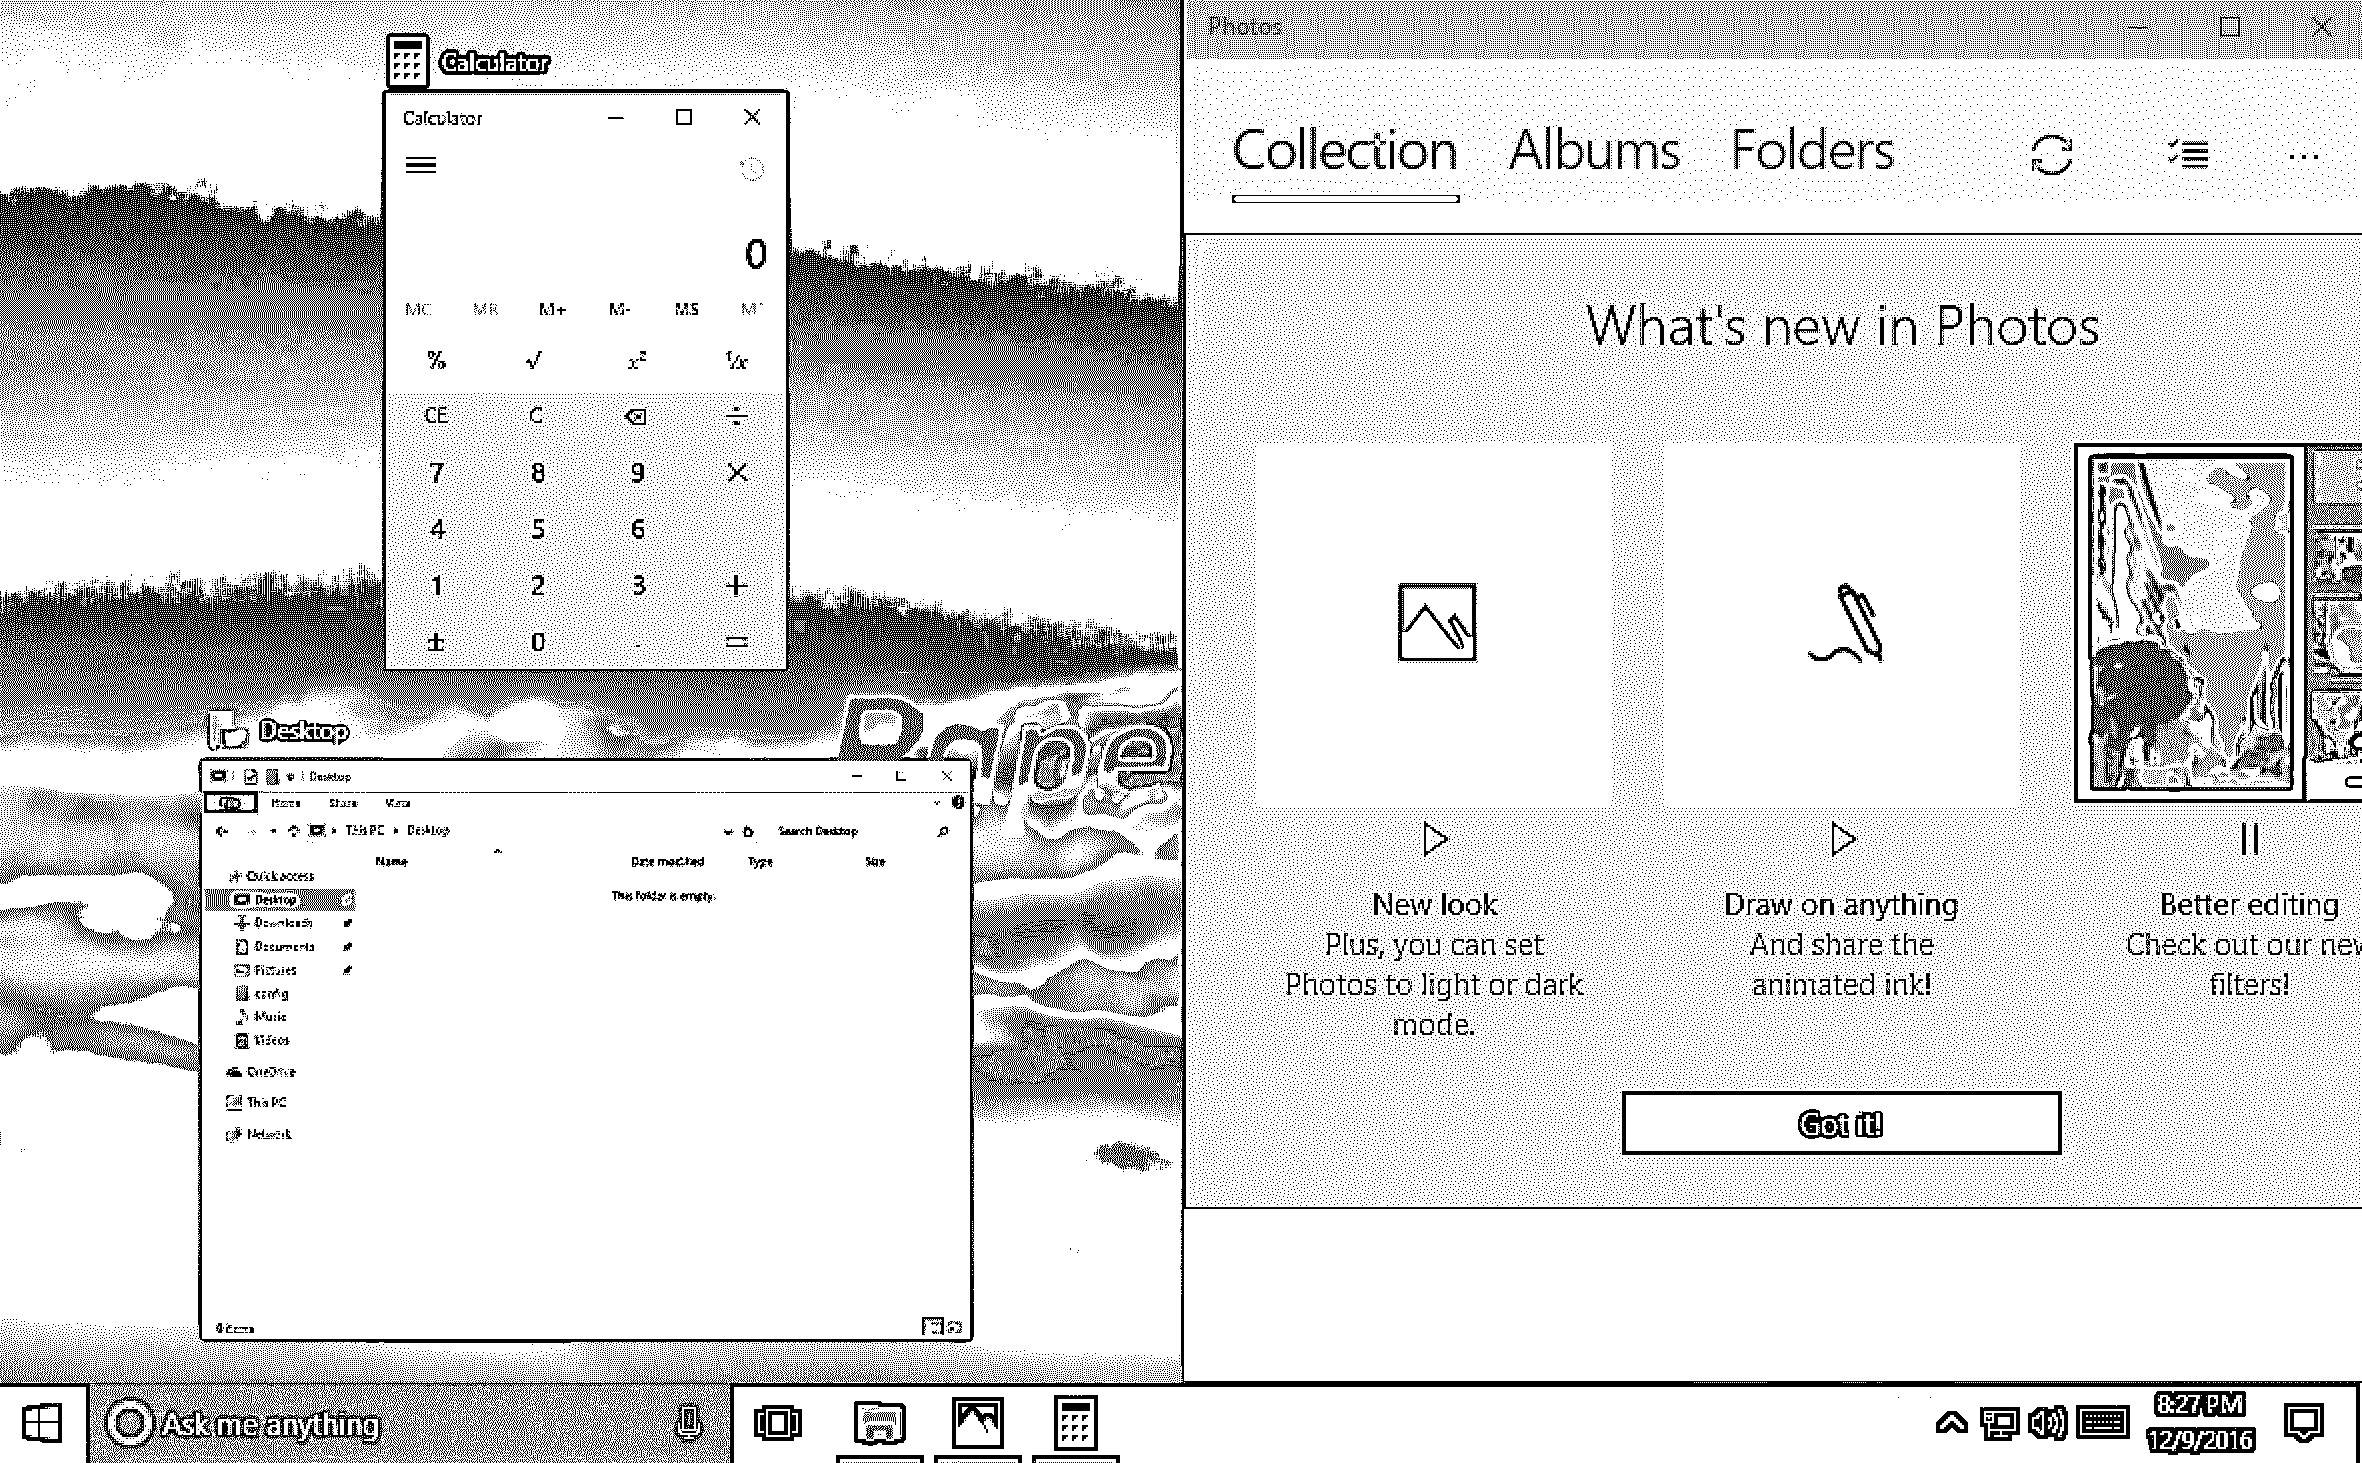 Calculator
Calculator
0
MC MR M+ M- MS M˅
% √ x² ¹/x
CE C ÷
7 8 9 ×
4 5 6
1 2 3 +
± 0 . =
Desktop
Desktop
Home Share View
This PC Desktop
Search Desktop
Name Date modified Type Size
This folder is empty.
Quick access
Desktop
Downloads
Documents
Pictures
config
Music
Videos
OneDrive
This PC
Network
0 items
Photos
Collection Albums Folders
What's new in Photos
New look
Plus, you can set
Photos to light or dark
mode.
Draw on anything
And share the
animated ink!
Better editing
Check out our new
filters!
Got it!
Ask me anything
8:27 PM
12/9/2016